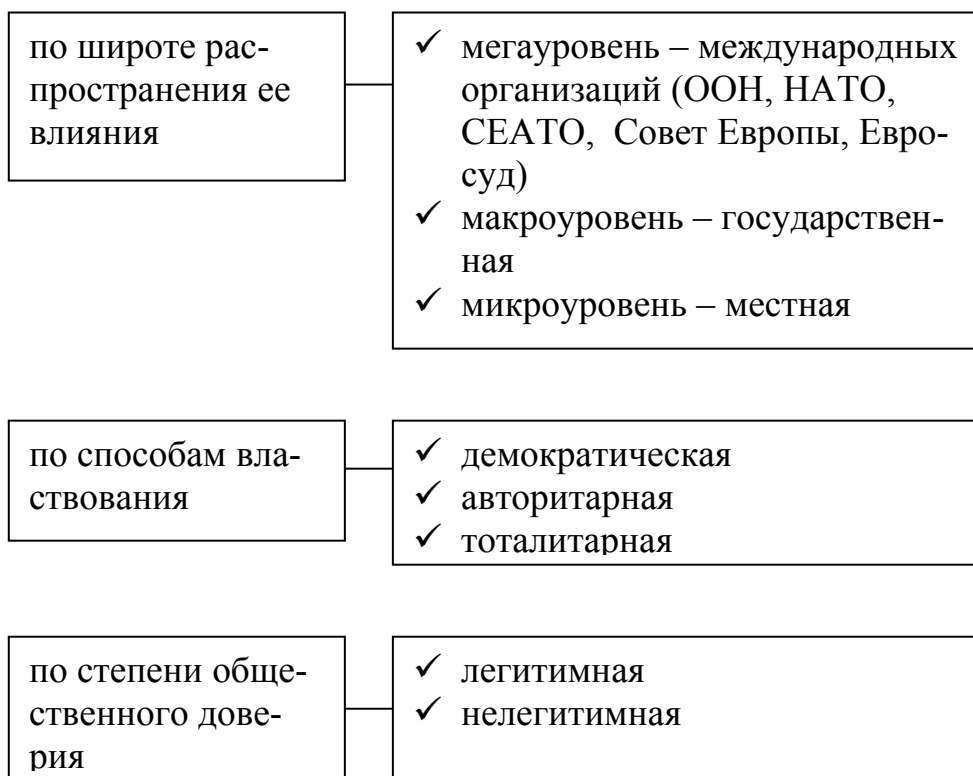 по широте рас-
пространения ее
влияния
✓ мегауровень – международных
организаций (ООН, НАТО,
СЕАТО, Совет Европы, Евро-
суд)
✓ макроуровень – государствен-
ная
✓ микроуровень – местная
по способам вла-
ствования
✓ демократическая
✓ авторитарная
✓ тоталитарная
по степени обще-
ственного дове-
рия
✓ легитимная
✓ нелегитимная